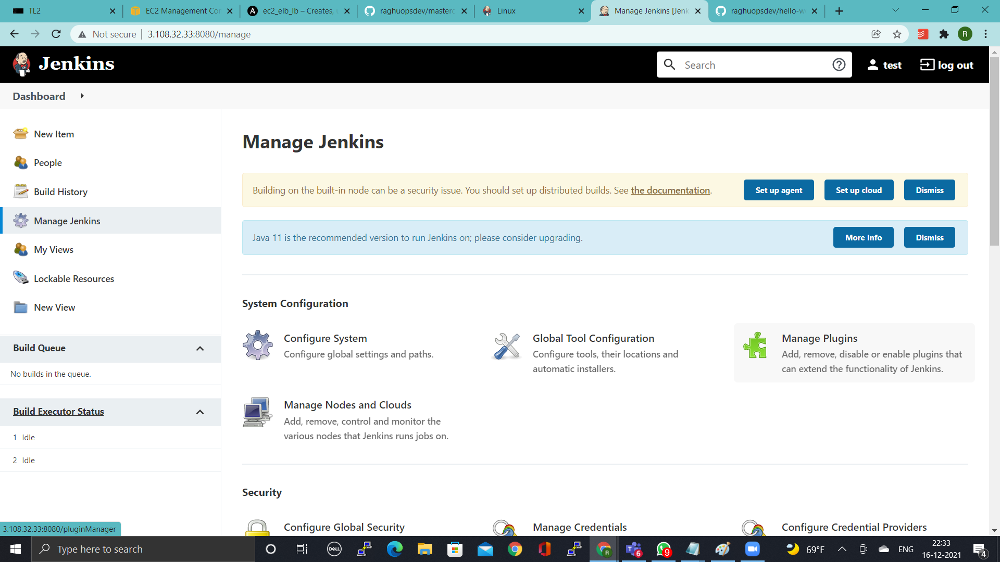 TL2
EC2 Management Con
ec2_elb_lb – Creates, u
raghuopsdev/masterc
Linux
Manage Jenkins [Jenk
raghuopsdev/hello-w
Not secure
3.108.32.33:8080/manage
R
Jenkins
Search
test
log out
Dashboard
New Item
People
Build History
Manage Jenkins
My Views
Lockable Resources
New View
Build Queue
No builds in the queue.
Build Executor Status
1 Idle
2 Idle
Manage Jenkins
Building on the built-in node can be a security issue. You should set up distributed builds. See the documentation.
Set up agent
Set up cloud
Dismiss
Java 11 is the recommended version to run Jenkins on; please consider upgrading.
More Info
Dismiss
System Configuration
Configure System
Configure global settings and paths.
Global Tool Configuration
Configure tools, their locations and
automatic installers.
Manage Plugins
Add, remove, disable or enable plugins that
can extend the functionality of Jenkins.
Manage Nodes and Clouds
Add, remove, control and monitor the
various nodes that Jenkins runs jobs on.
Security
Configure Global Security
Manage Credentials
Configure Credential Providers
3.108.32.33:8080/pluginManager
Type here to search
DELL
R
6
9
69°F
ENG
22:33
16-12-2021
4